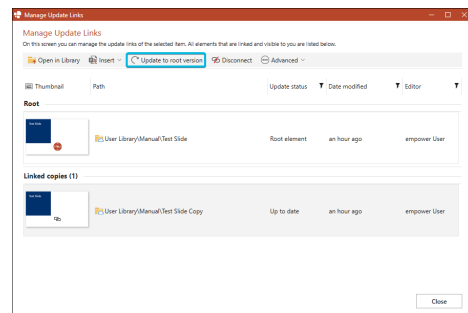 Manage Update Links
Manage Update Links
On this screen you can manage the update links of the selected item. All elements that are linked and visible to you are listed below.
Open in Library Insert Update to root version Disconnect Advanced
Thumbnail Path Update status Date modified Editor
Root
User Library\Manual\Test Slide Root element an hour ago empower User
Linked copies (1)
User Library\Manual\Test Slide Copy Up to date an hour ago empower User
Close